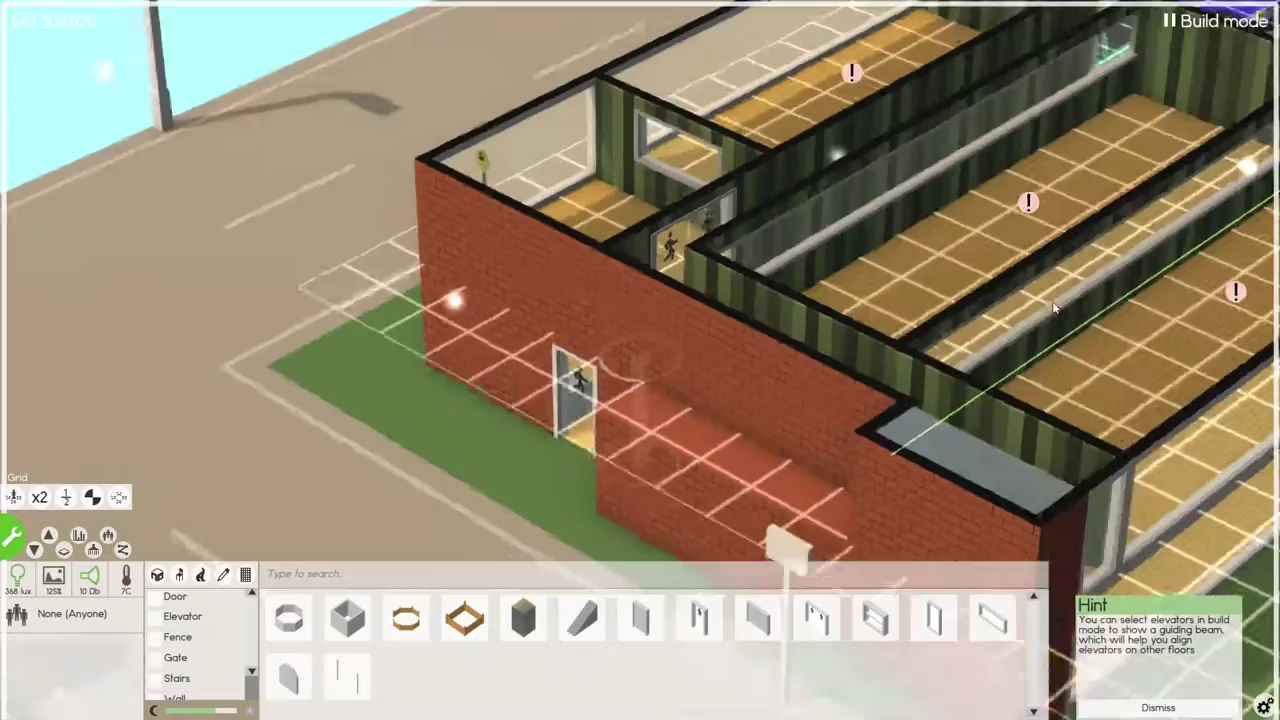 Build mode
Grid
x2
368 lux
125%
10 Db
7C
None (Anyone)
Type to search.
Door
Elevator
Fence
Gate
Stairs
Wall
Hint
You can select elevators in build
mode to show a guiding beam,
which will help you align
elevators on other floors
Dismiss